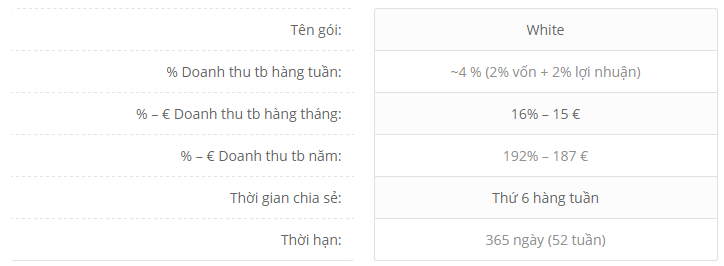 Tên gói: White
% Doanh thu tb hàng tuần: ~4 % (2% vốn + 2% lợi nhuận)
% – € Doanh thu tb hàng tháng: 16% – 15 €
% – € Doanh thu tb năm: 192% – 187 €
Thời gian chia sẻ: Thứ 6 hàng tuần
Thời hạn: 365 ngày (52 tuần)